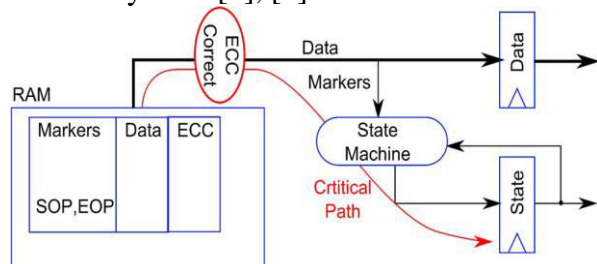 ECC
Correct
Data
Markers
RAM
Markers Data ECC
SOP,EOP
State
Machine
Crtitical
Path
Data
State